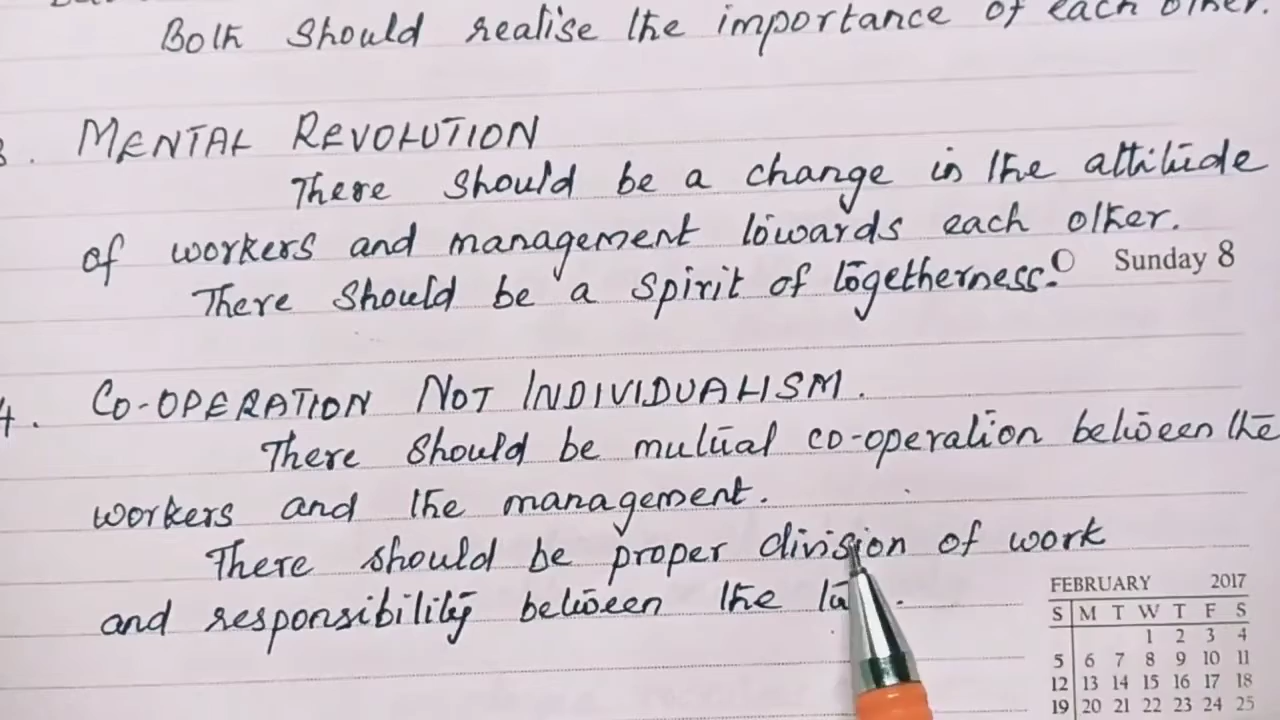 Both should realise the importance of each other.
3. MENTAL REVOLUTION
There should be a change in the attitude
of workers and management towards each other.
Sunday 8
There should be a spirit of togetherness.
4. CO-OPERATION NOT INDIVIDUALISM.
There should be mutual co-operation between the
workers and the management.
There should be proper division of work
and responsibility between the
FEBRUARY 2017
S M T W T F S
1 2 3 4
5 6 7 8 9 10 11
12 13 14 15 16 17 18
19 20 21 22 23 24 25